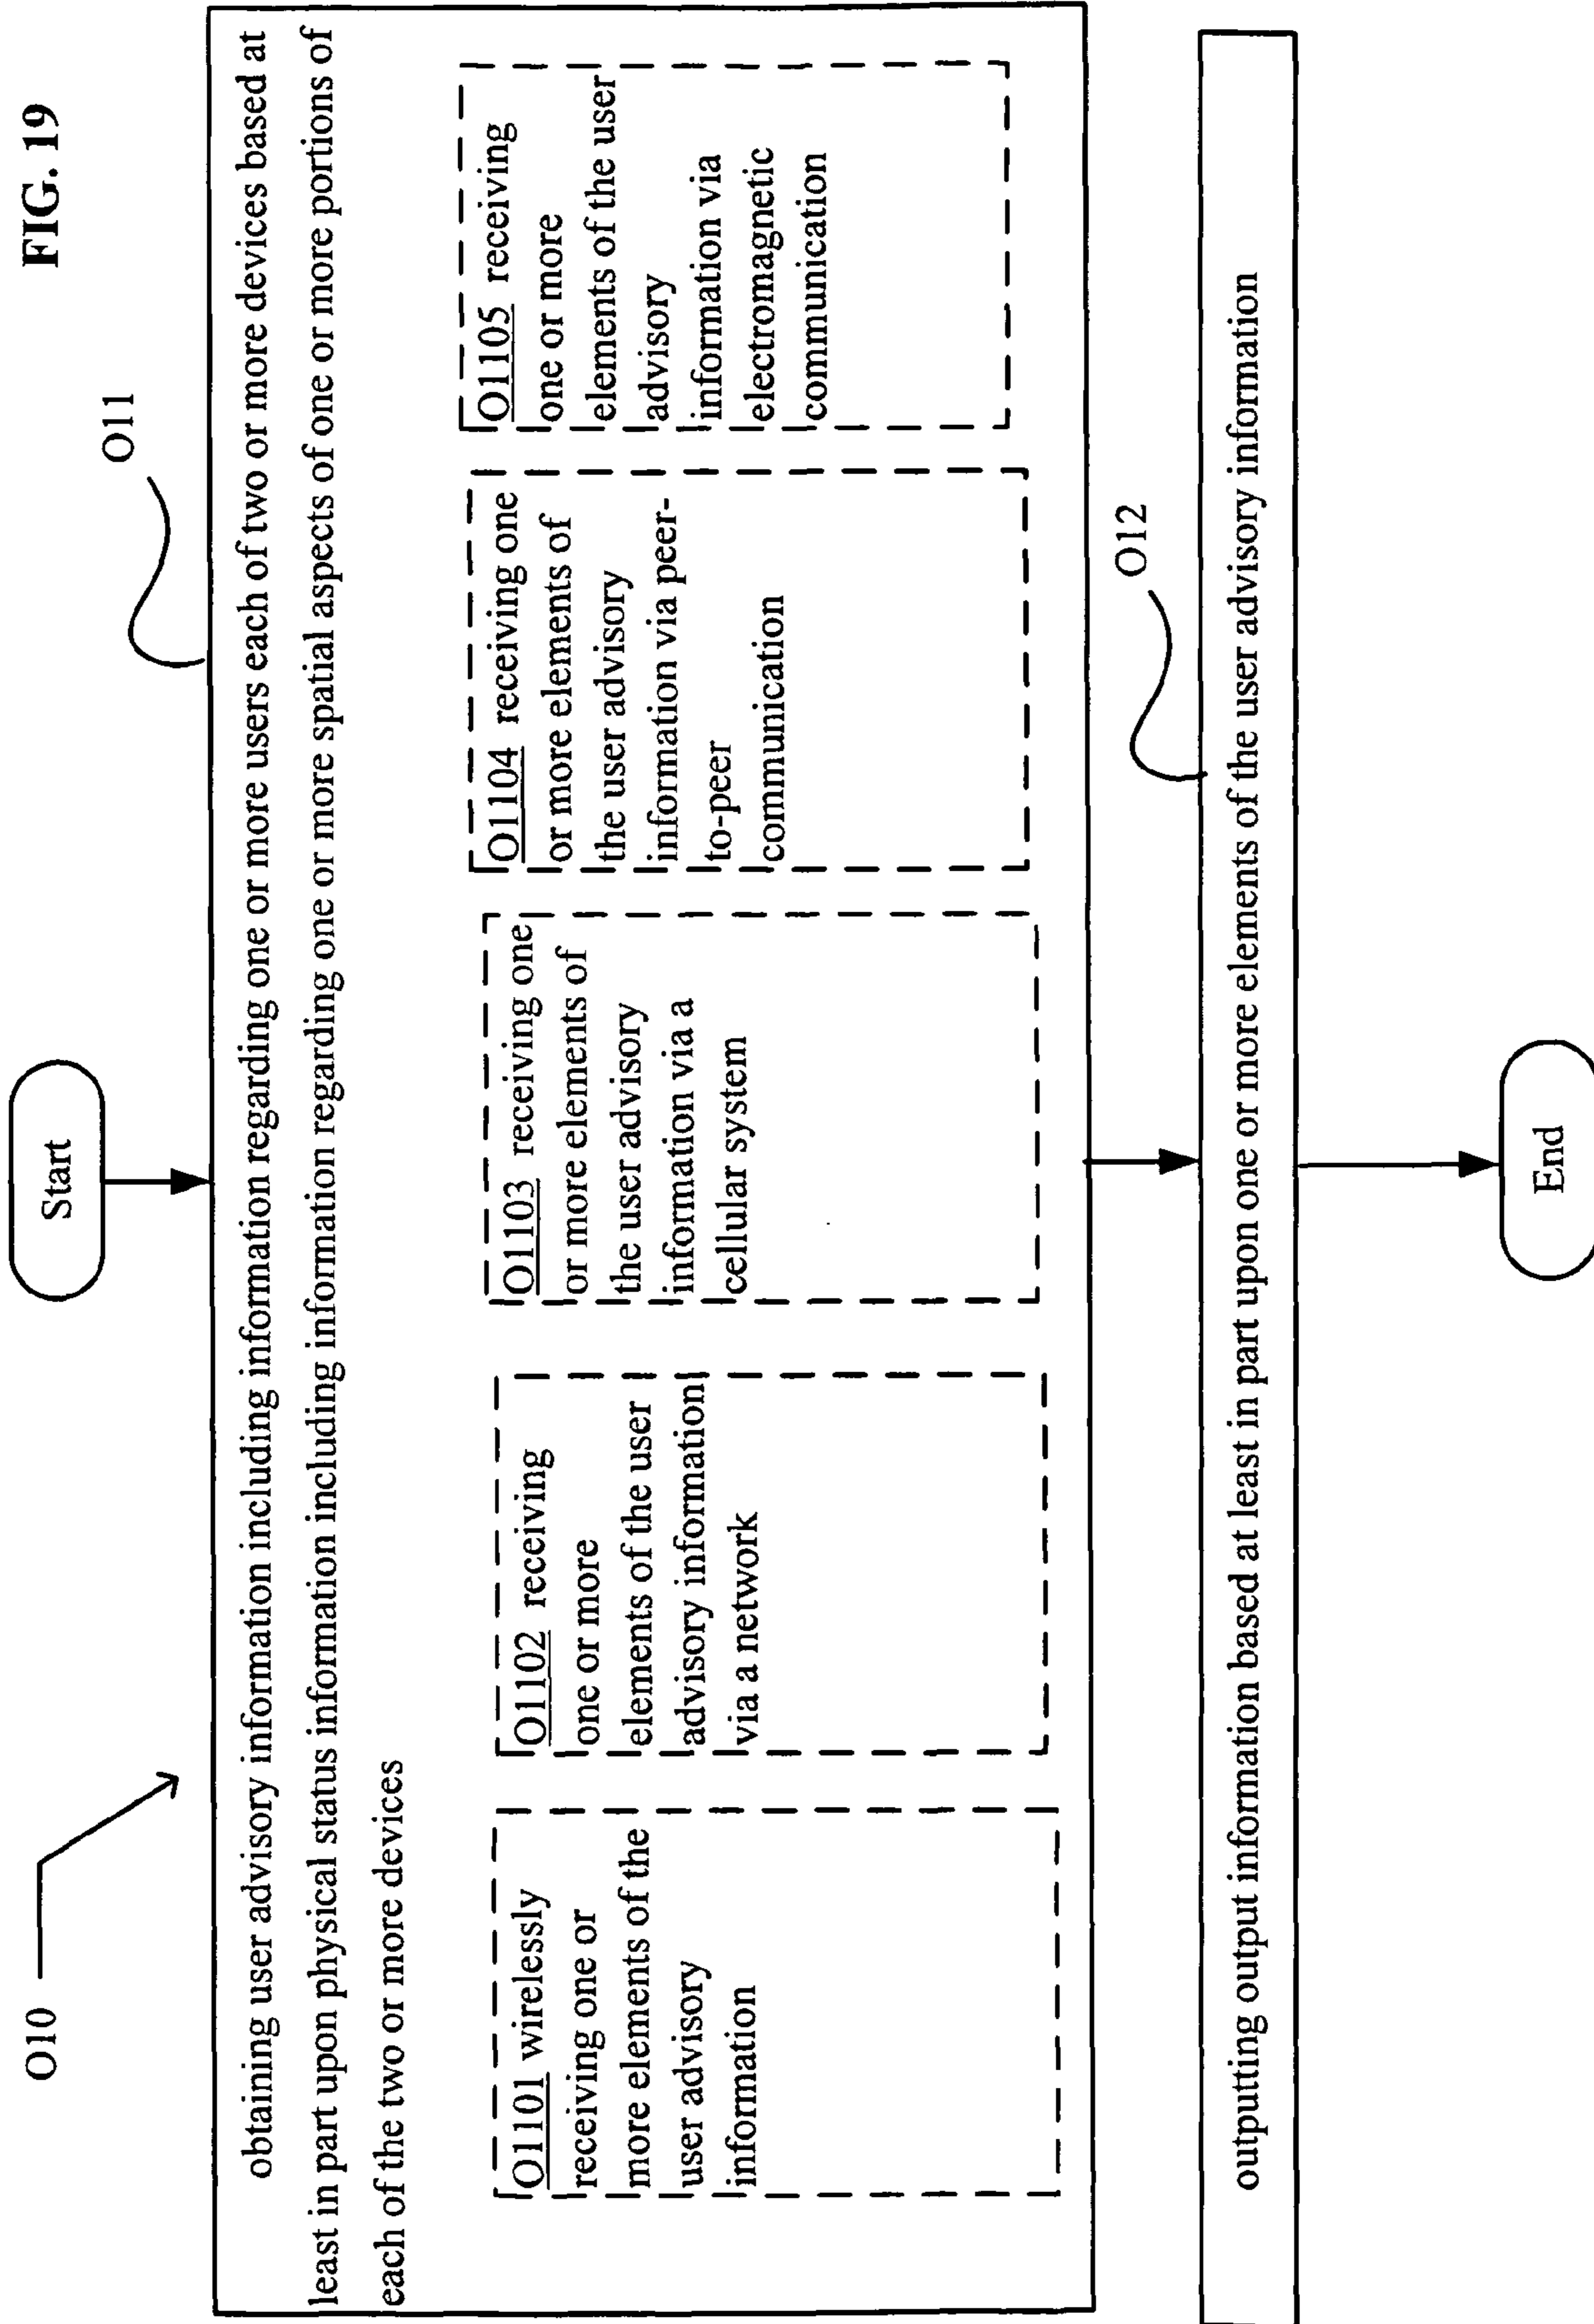 FIG. 19
Start
O10
O11
obtaining user advisory information including information regarding one or more users each of two or more devices based at
least in part upon physical status information including information regarding one or more spatial aspects of one or more portions of
each of the two or more devices
O1101 wirelessly
receiving one or
more elements of the
user advisory
information
O1102 receiving
one or more
elements of the user
advisory information
via a network
O1103 receiving one
or more elements of
the user advisory
information via a
cellular system
O1104 receiving one
or more elements of
the user advisory
information via peer-
to-peer
communication
O1105 receiving
one or more
elements of the user
advisory
information via
electromagnetic
communication
O12
outputting output information based at least in part upon one or more elements of the user advisory information
End